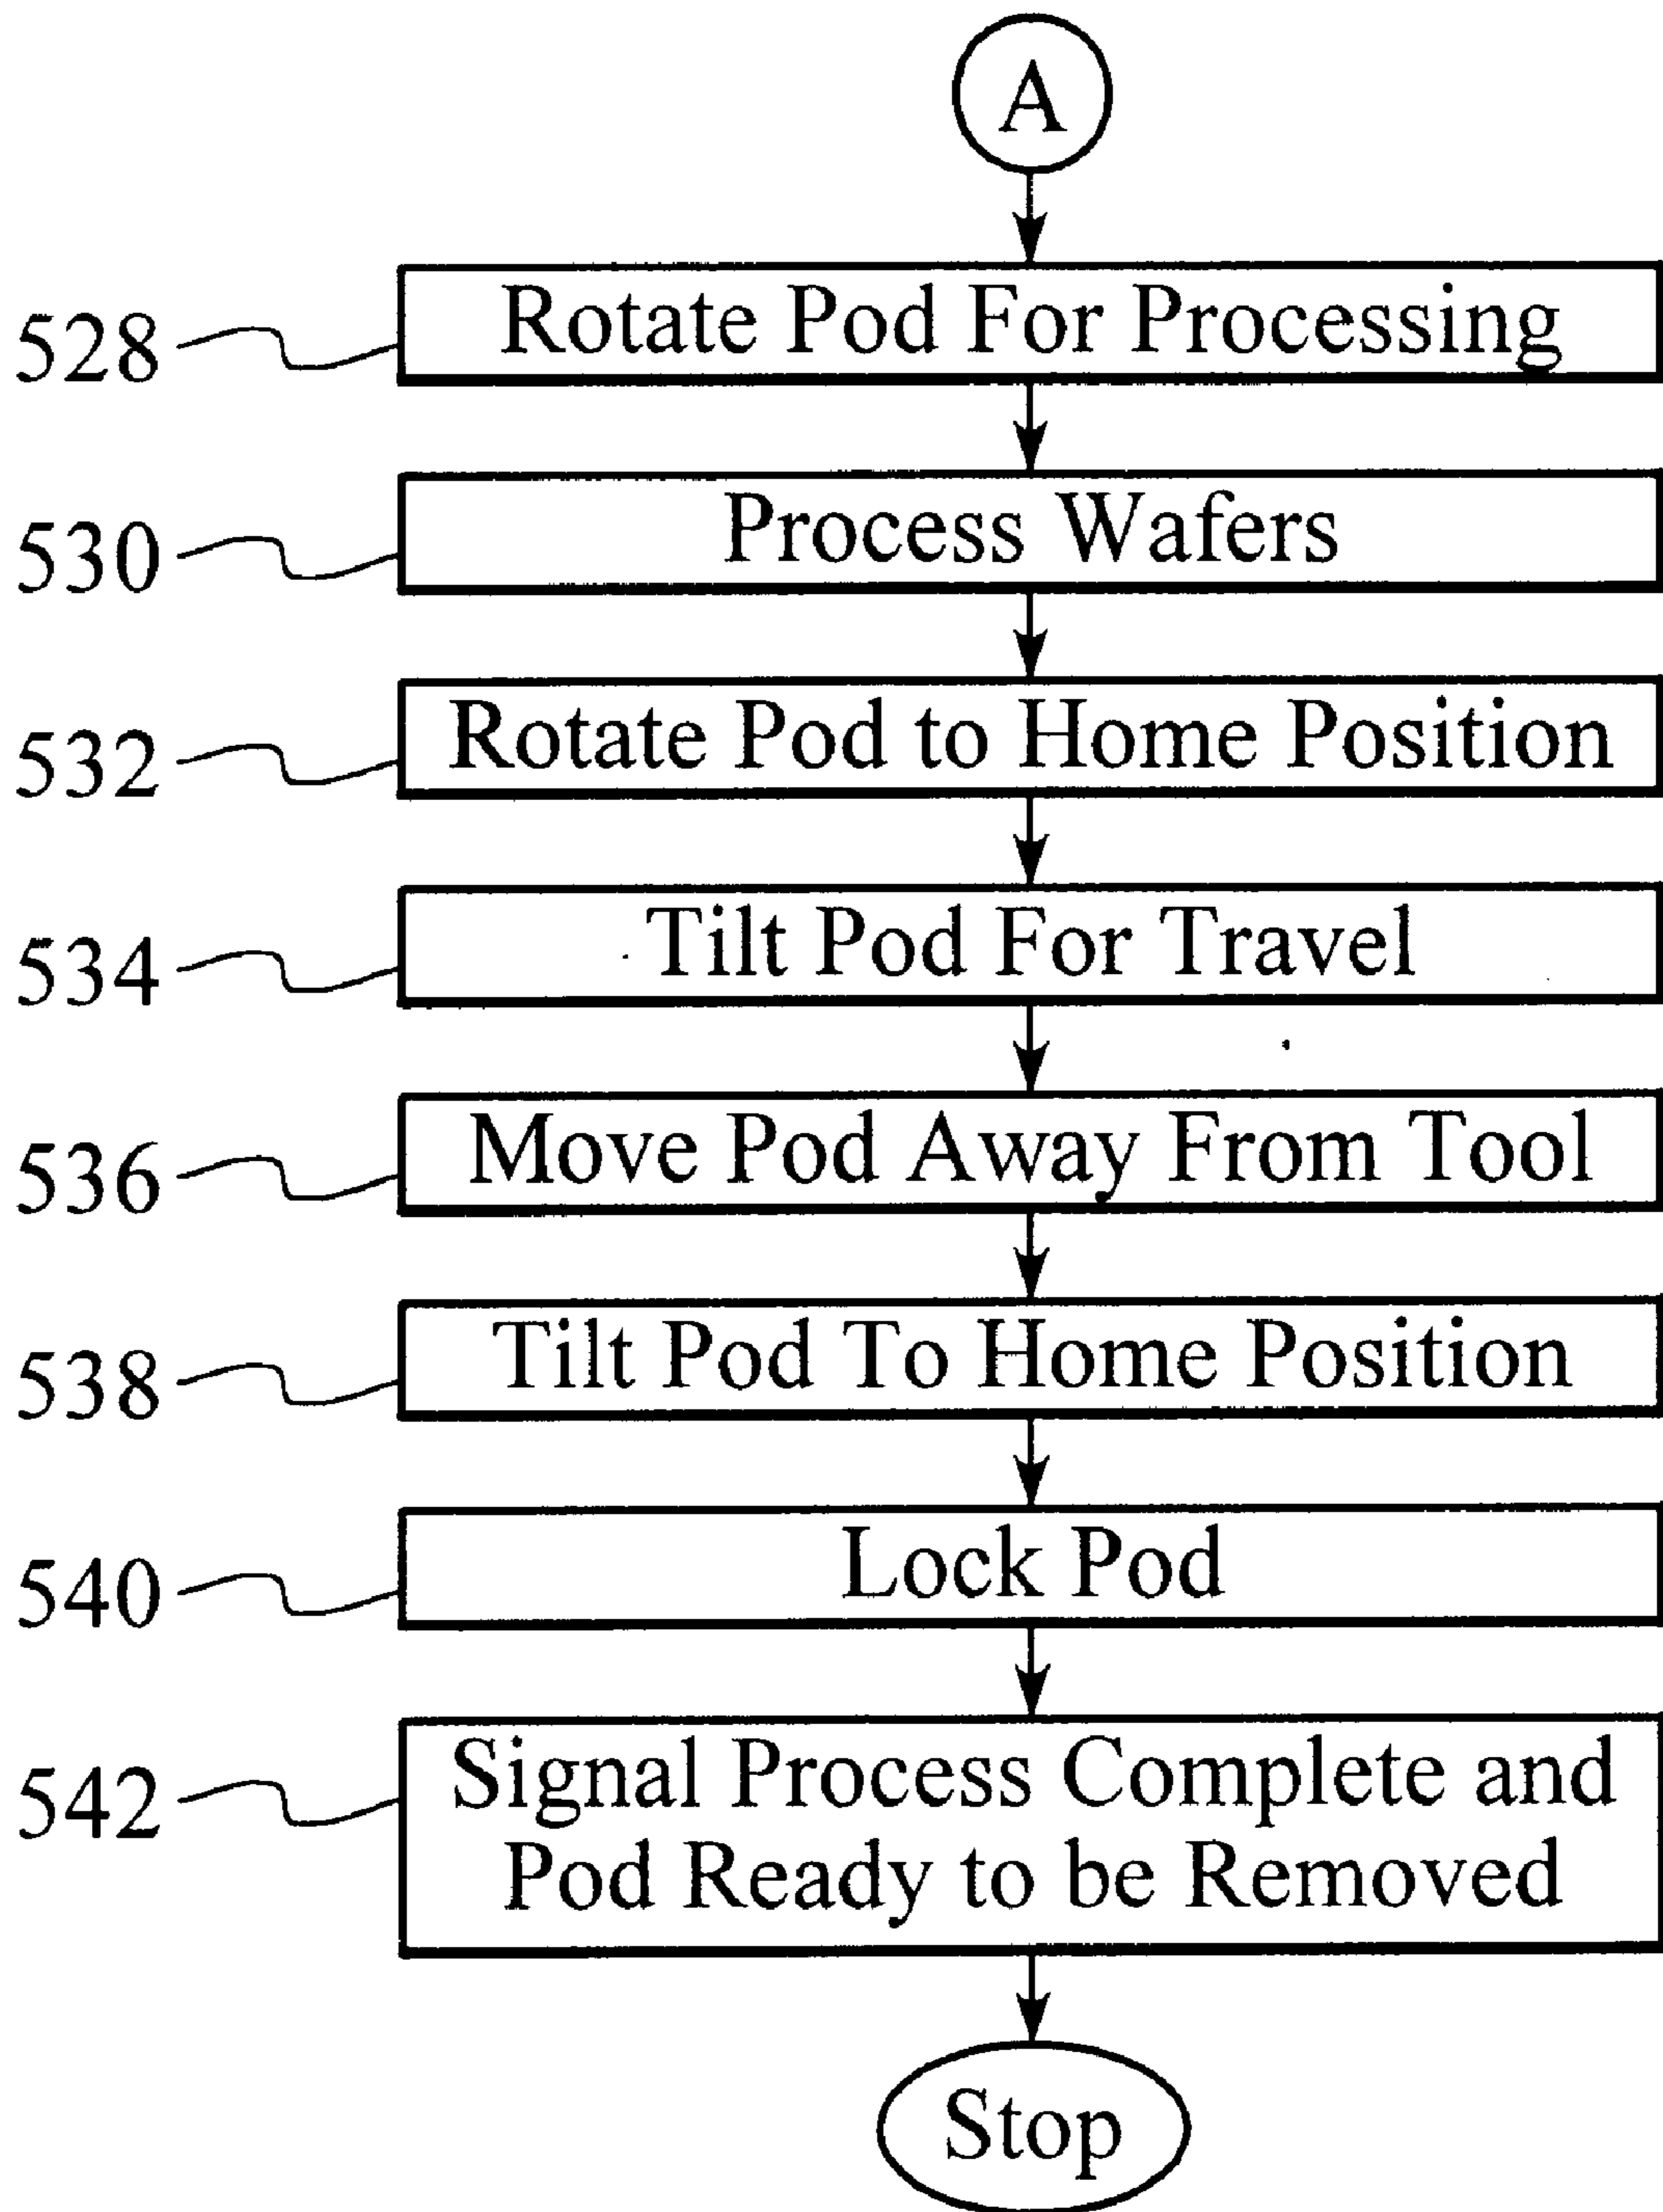 A
528 Rotate Pod For Processing
530 Process Wafers
532 Rotate Pod to Home Position
534 Tilt Pod For Travel
536 Move Pod Away From Tool
538 Tilt Pod To Home Position
540 Lock Pod
542 Signal Process Complete and
Pod Ready to be Removed
Stop